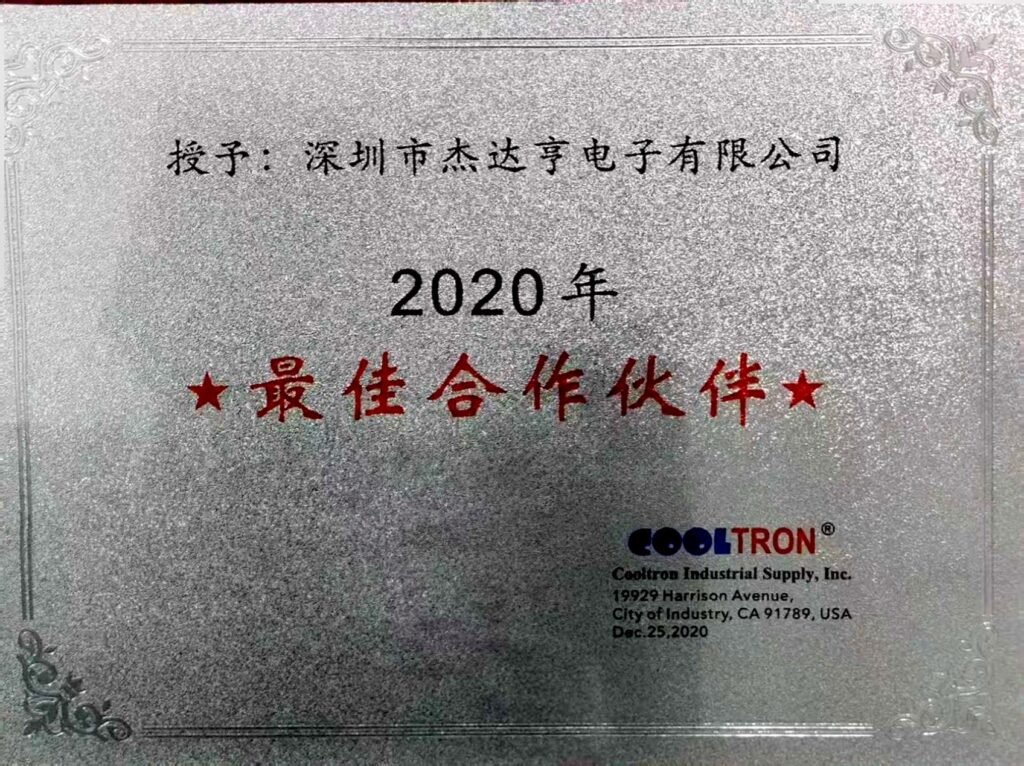 授予：深圳市杰达亨电子有限公司
2020年
★最佳合作伙伴★
COOLTRON®
Cooltron Industrial Supply, Inc.
19929 Harrison Avenue,
City of Industry, CA 91789, USA
Dec.25,2020